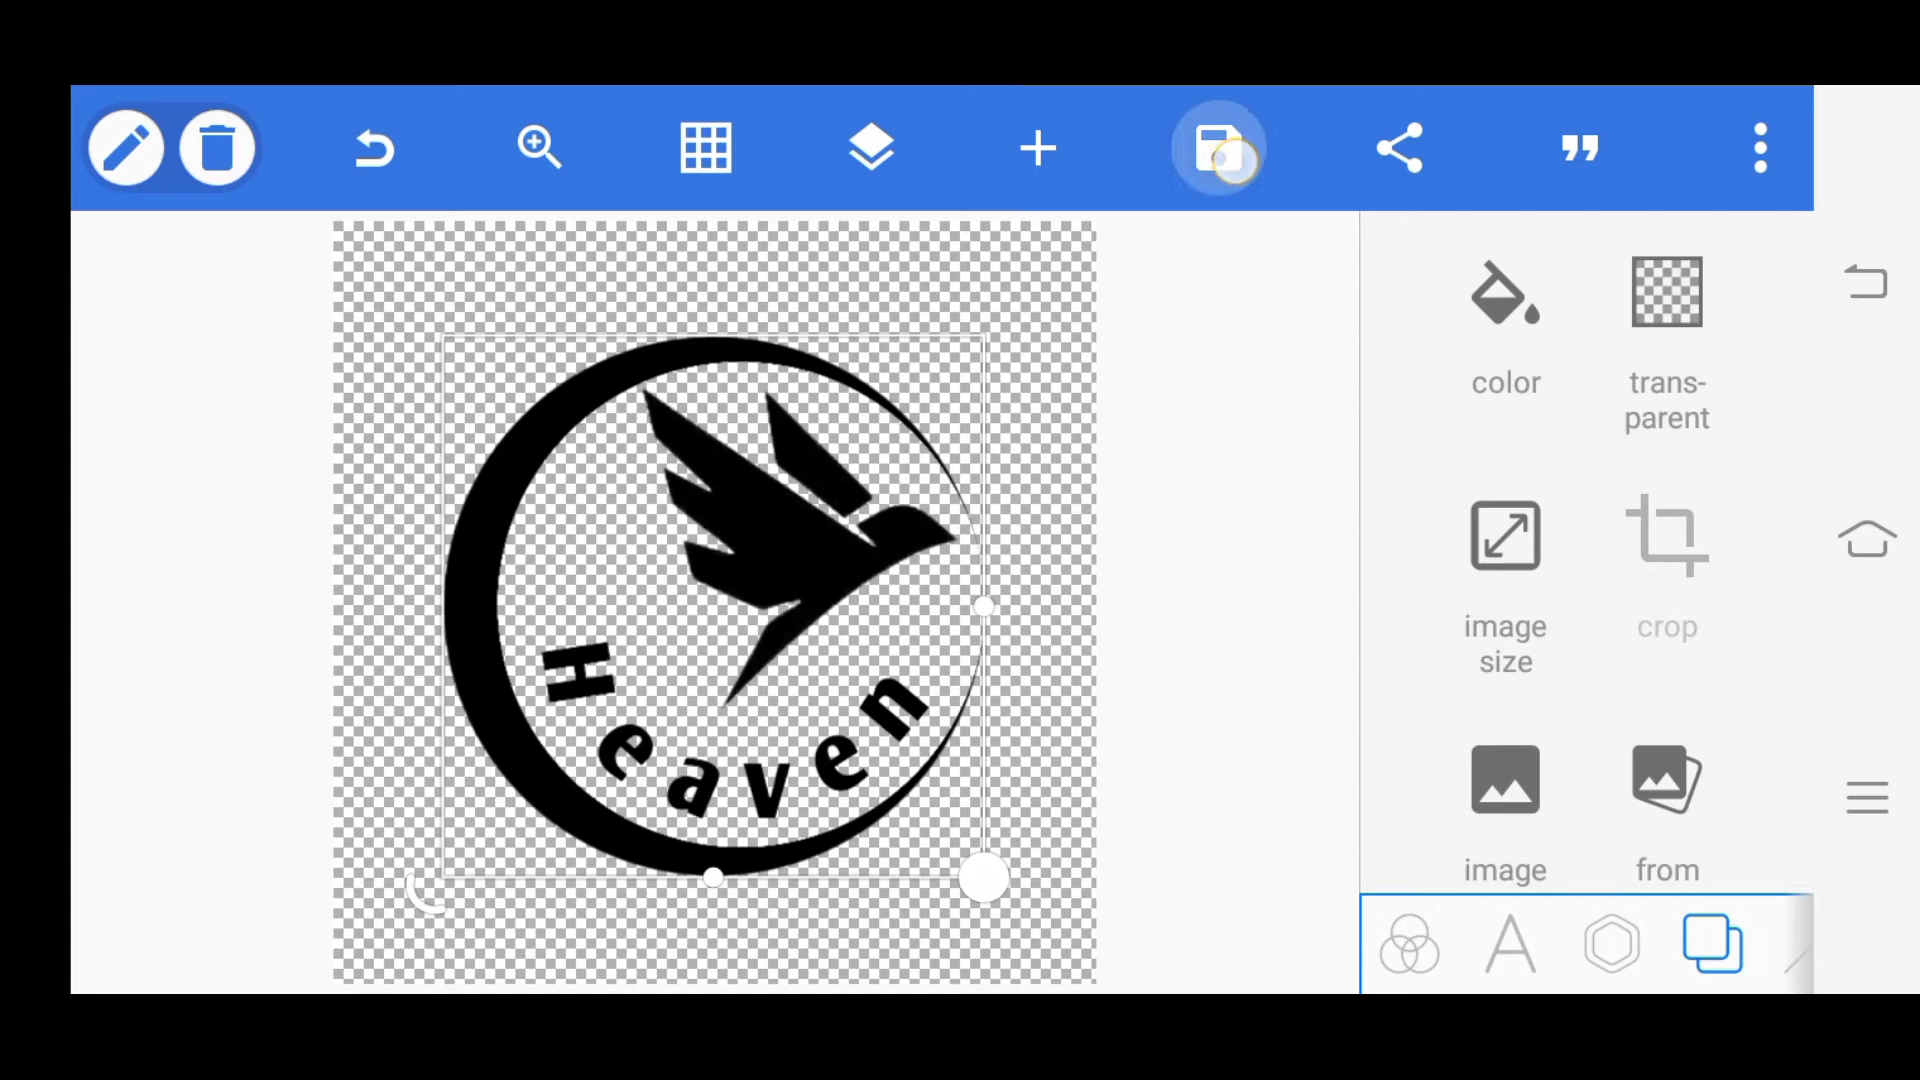 color
trans-
parent
image
size
crop
image
from
Heaven